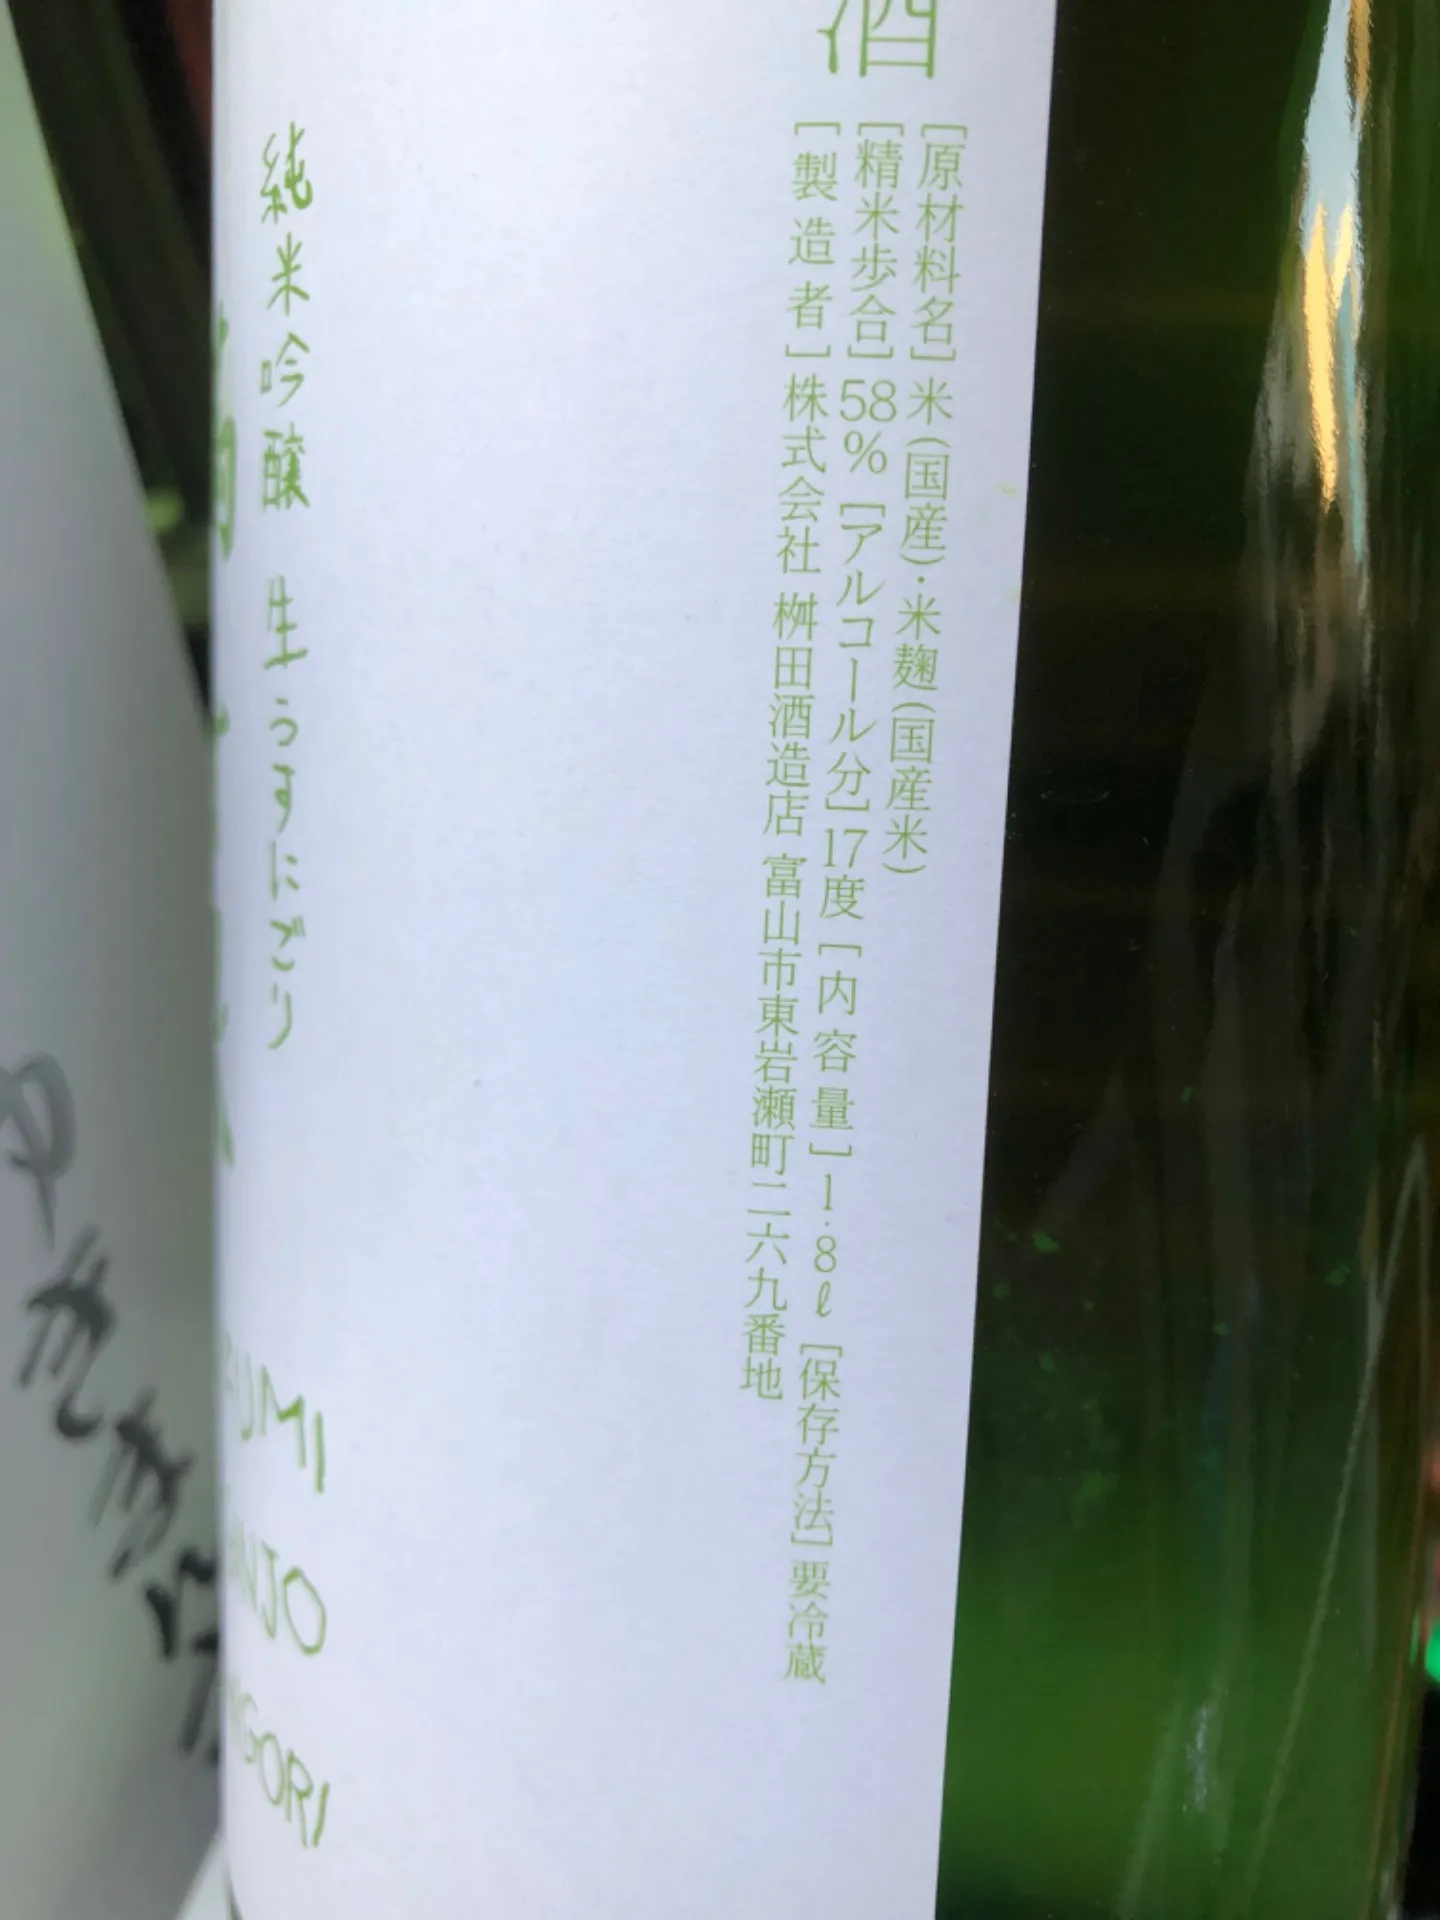 酒
[原材料名] 米(国産)・米麹(国産米)
[精米歩合] 58% [アルコール分] 17度 [内容量] 1.8ℓ [保存方法] 要冷蔵
[製造者] 株式会社 桝田酒造店 富山市東岩瀬町二六九番地
純米吟醸 生 うすにごり
ZUMI
NJO
NIGORI